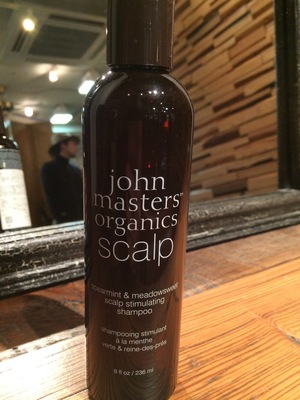 john
masters™
organics
scalp
spearmint & meadowsweet
scalp stimulating
shampoo
shampooing stimulant
à la menthe
verte & reine-des-prés
8 fl oz / 236 ml